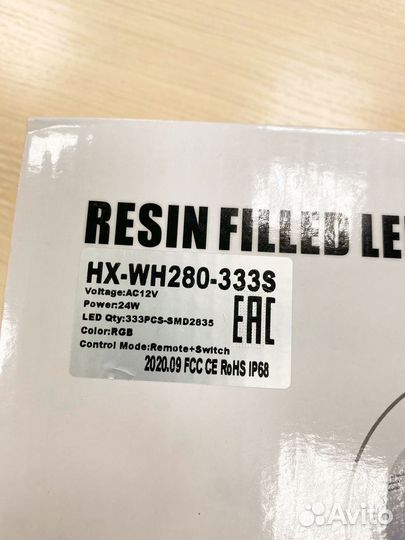 RESIN FILLED LE
HX-WH280-333S
Voltage:AC12V
Power:24W
LED Qty:333PCS-SMD2835
Color:RGB
Control Mode:Remote+Switch
EAC
2020.09 FCC CE RoHS IP68
Avito